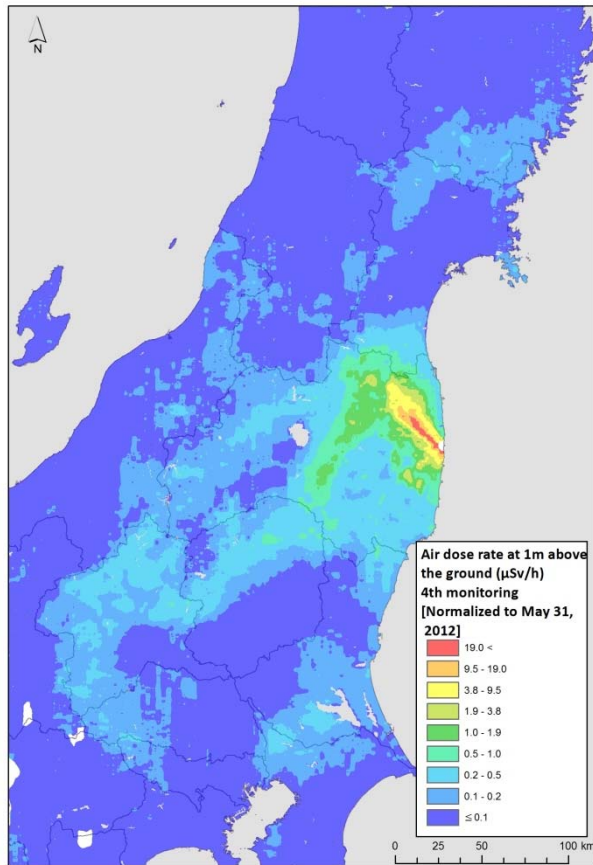 N
Air dose rate at 1m above
the ground (μSv/h)
4th monitoring
[Normalized to May 31,
2012]
19.0 <
9.5 - 19.0
3.8 - 9.5
1.9 - 3.8
1.0 - 1.9
0.5 - 1.0
0.2 - 0.5
0.1 - 0.2
≤ 0.1
0 25 50 100 km